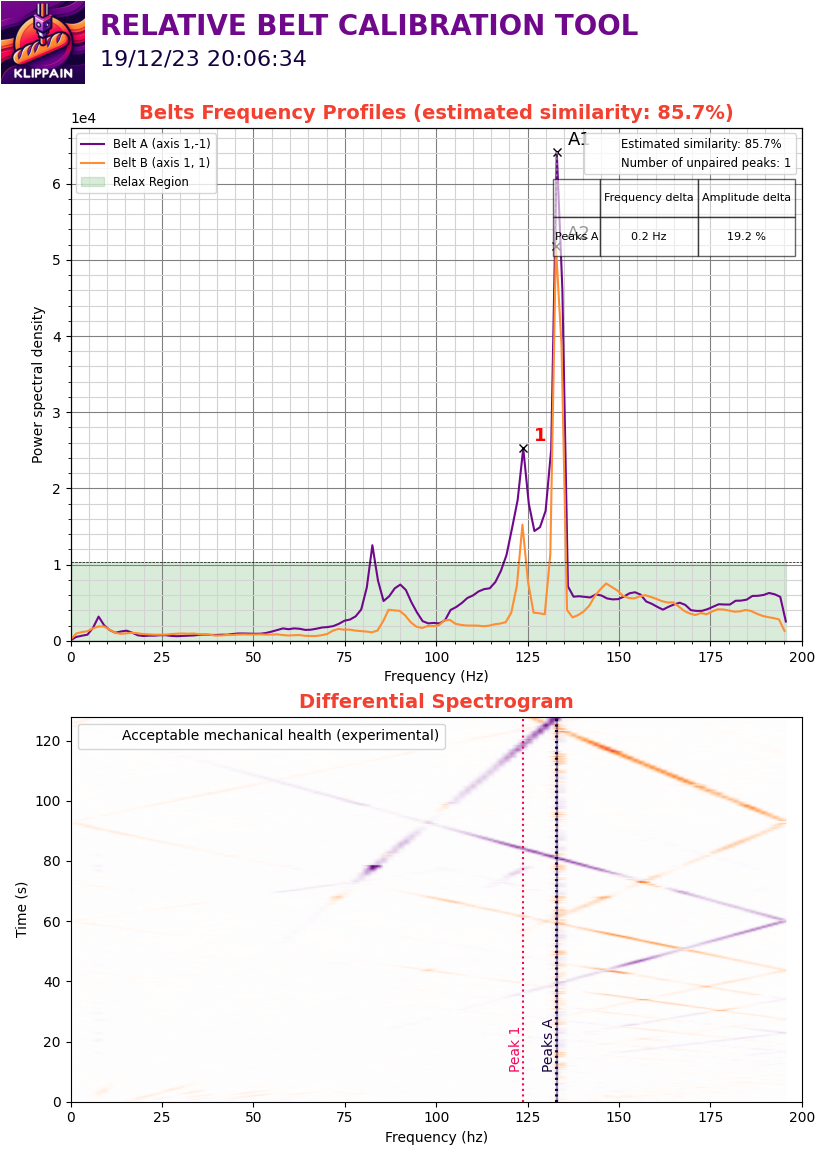 KLIPPAIN
RELATIVE BELT CALIBRATION TOOL
19/12/23 20:06:34
Belts Frequency Profiles (estimated similarity: 85.7%)
1e4
Belt A (axis 1,-1)
Belt B (axis 1, 1)
Relax Region
Estimated similarity: 85.7%
Number of unpaired peaks: 1
Frequency delta
Amplitude delta
Peaks A
0.2 Hz
19.2 %
A1
A2
1
6
5
4
3
2
1
0
Power spectral density
0
25
50
75
100
125
150
175
200
Frequency (Hz)
Differential Spectrogram
Acceptable mechanical health (experimental)
Peak 1
Peaks A
120
100
80
60
40
20
0
Time (s)
0
25
50
75
100
125
150
175
200
Frequency (hz)